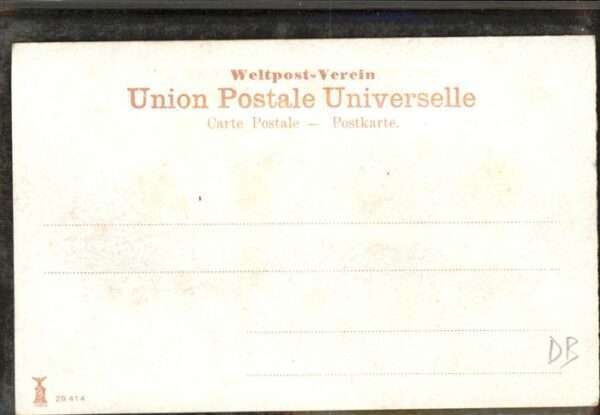 Weltpost-Verein
Union Postale Universelle
Carte Postale — Postkarte.
DB
20 414